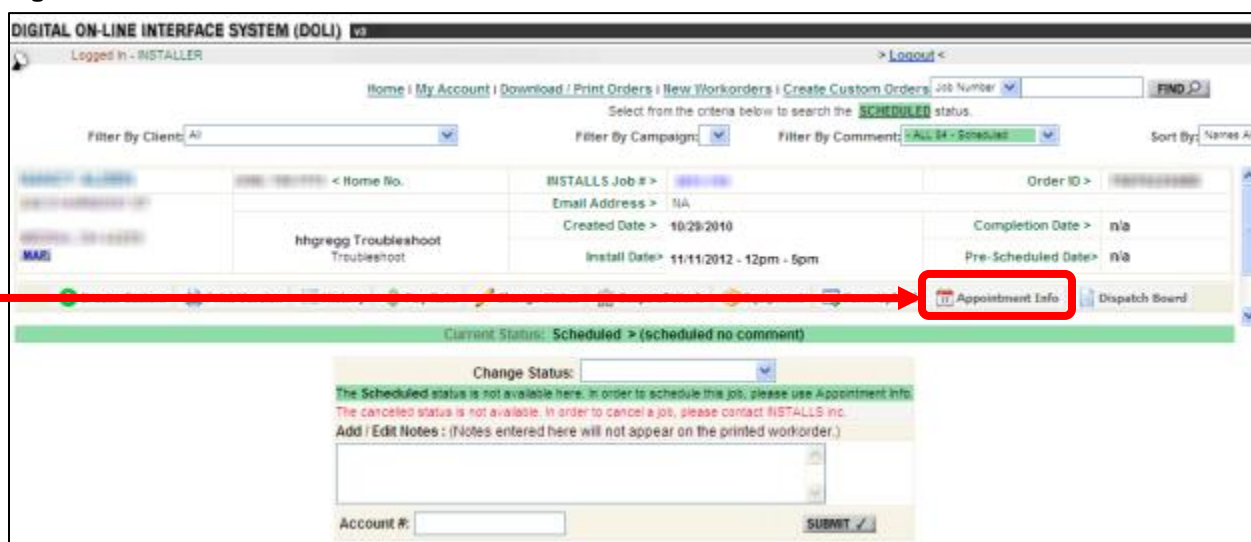 DIGITAL ON-LINE INTERFACE SYSTEM (DOLI) v3
Logged In - INSTALLER > Logout <
Home | My Account | Download / Print Orders | New Workorders | Create Custom Orders Job Number FIND
Select from the criteria below to search the SCHEDULED status.
Filter By Client: All Filter By Campaign: Filter By Comment: - ALL 84 - Scheduled Sort By: Names
< Home No. INSTALLS Job # > Order ID >
Email Address > NA
Created Date > 10/29/2010 Completion Date > n/a
hhgregg Troubleshoot
MAP Troubleshoot Install Date> 11/11/2012 - 12pm - 5pm Pre-Scheduled Date> n/a
Appointment Info Dispatch Board
Current Status: Scheduled > (scheduled no comment)
Change Status:
The Scheduled status is not available here. In order to schedule this job, please use Appointment Info.
The cancelled status is not available. In order to cancel a job, please contact INSTALLS inc.
Add / Edit Notes : (Notes entered here will not appear on the printed workorder.)
Account #: SUBMIT